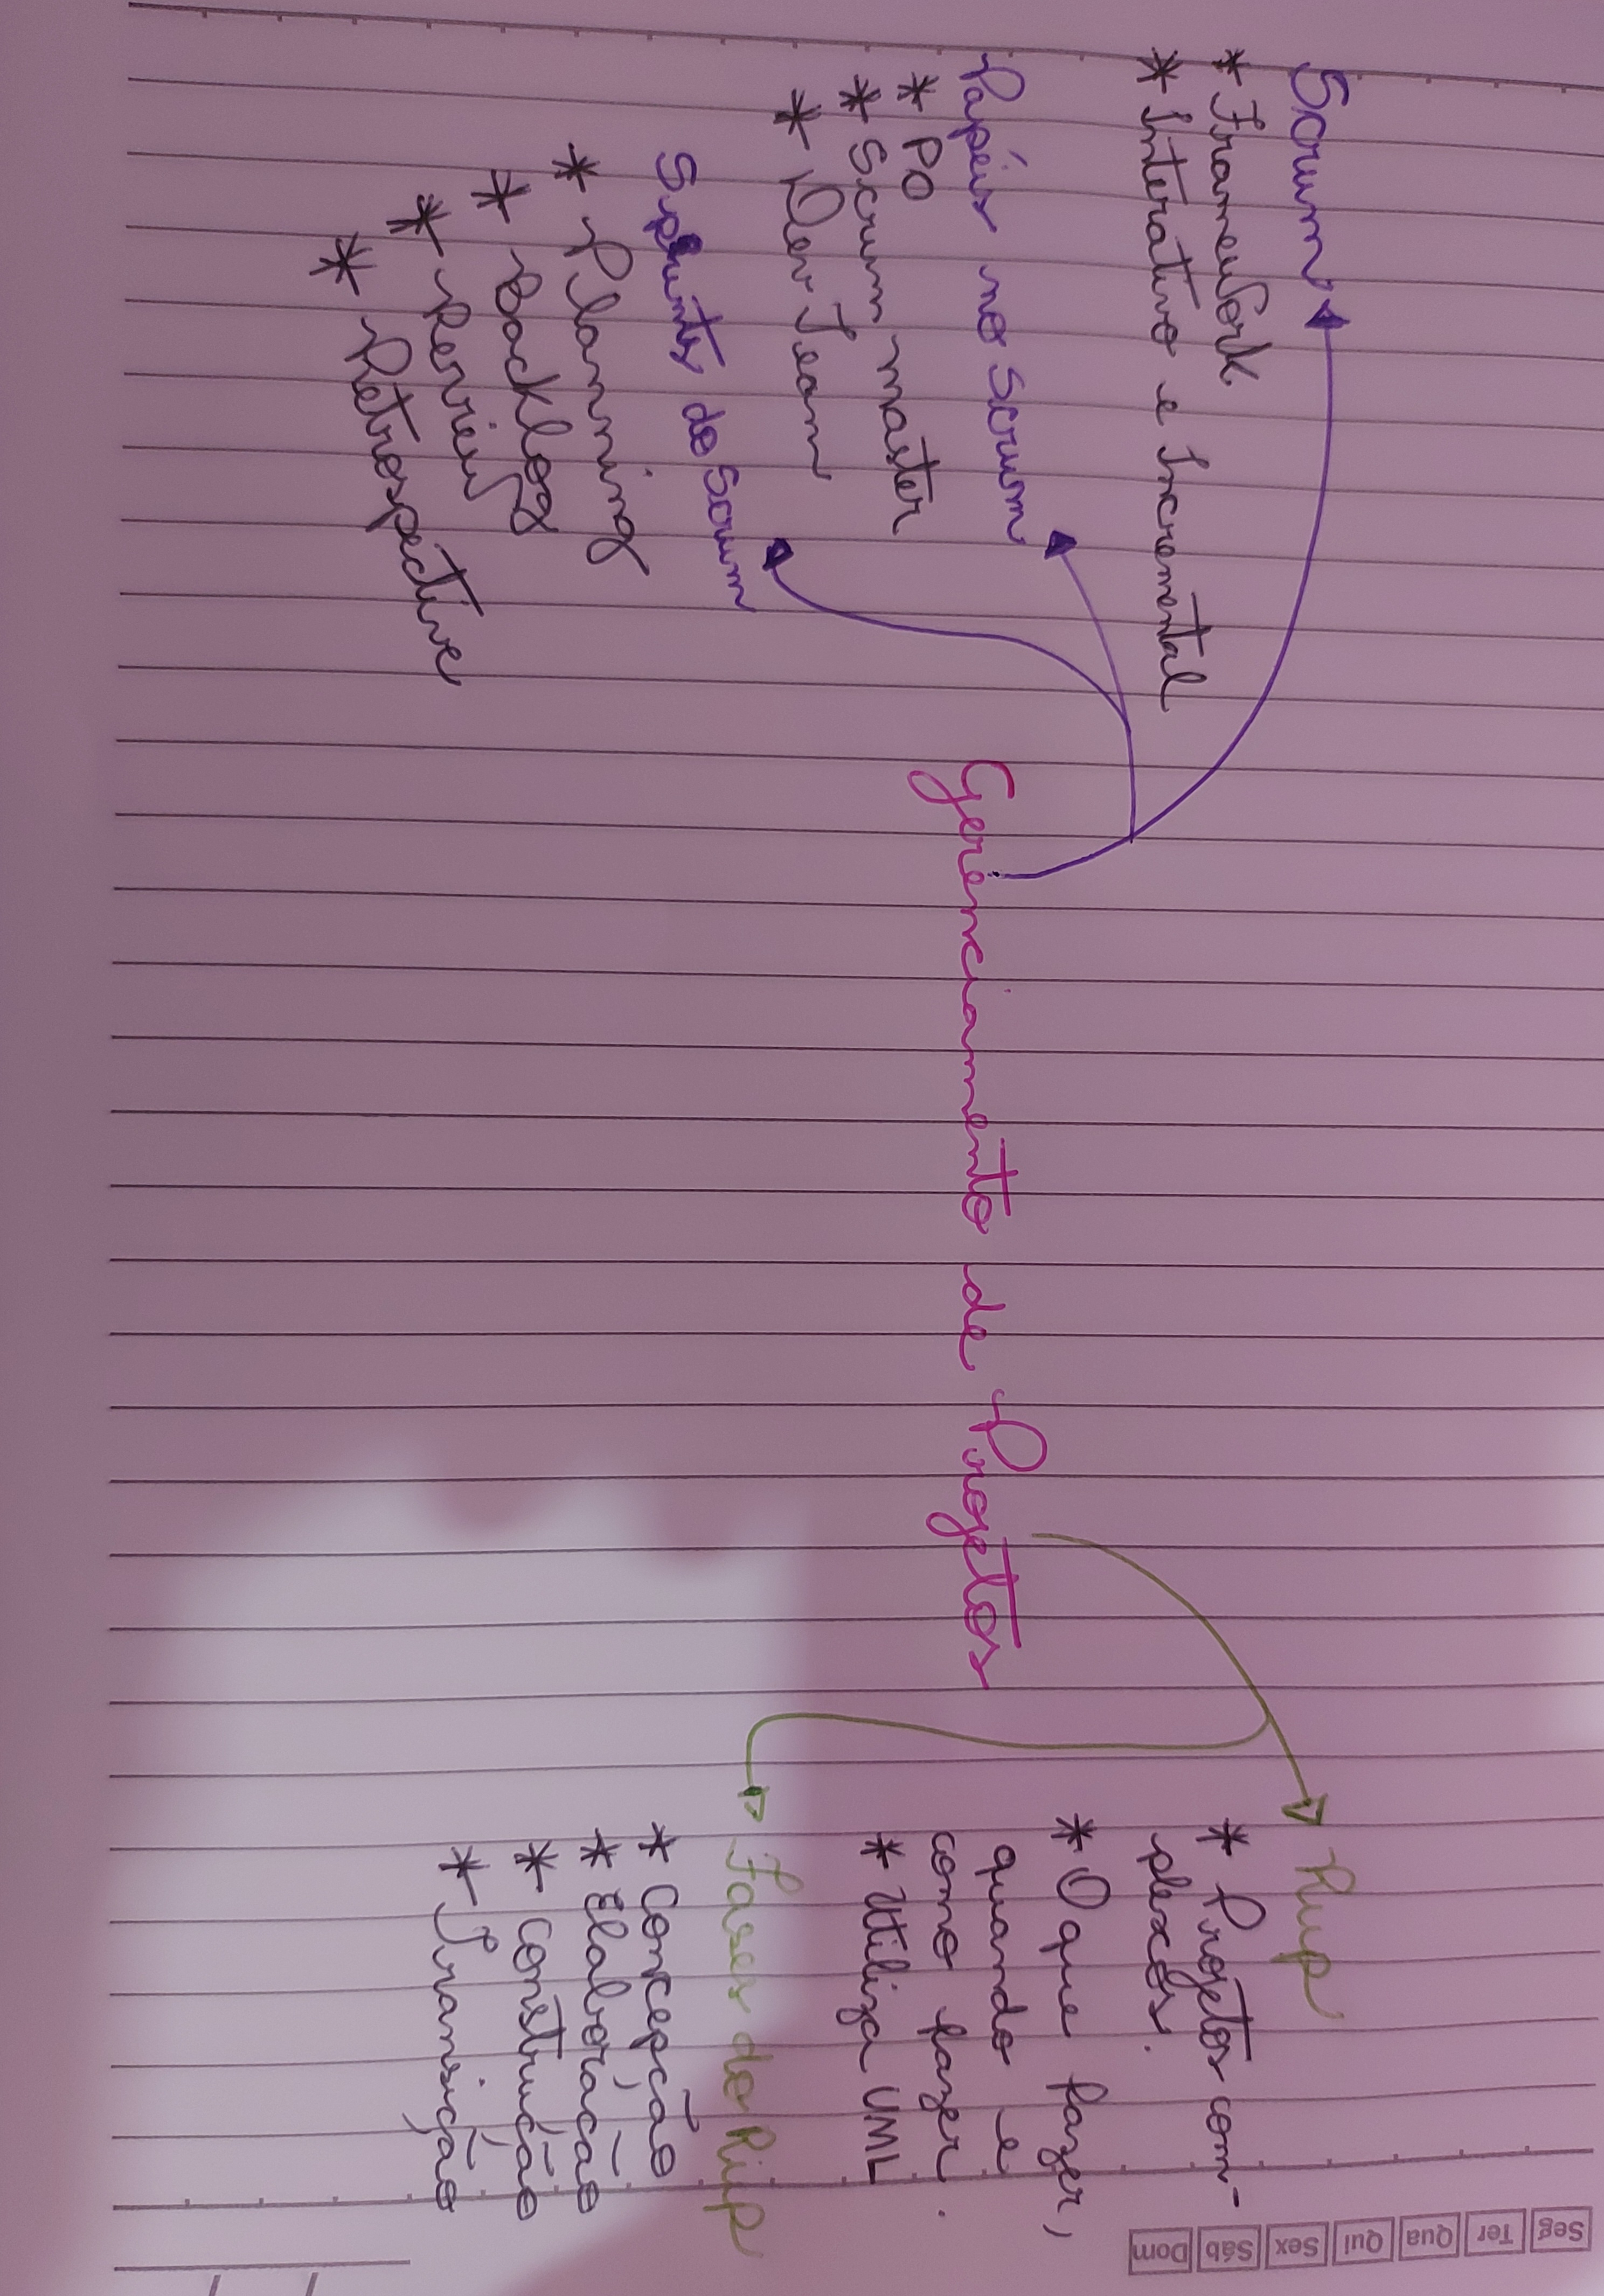 Scrum
* Framework
* Interativo e Incremental
Papéis no Scrum
* PO
* Scrum master
* Dev Team
Sprints do Scrum
* Planning
* Backlog
* Review
* Retrospective
Gerenciamento de Projetos
Rup
* Projetos com-
plexos.
* O que fazer,
quando e
como fazer.
* Utiliza UML
Fases do Rup
* Concepção
* Elaboração
* Construção
* Transição
Seg Ter Qua Qui Sex Sáb Dom